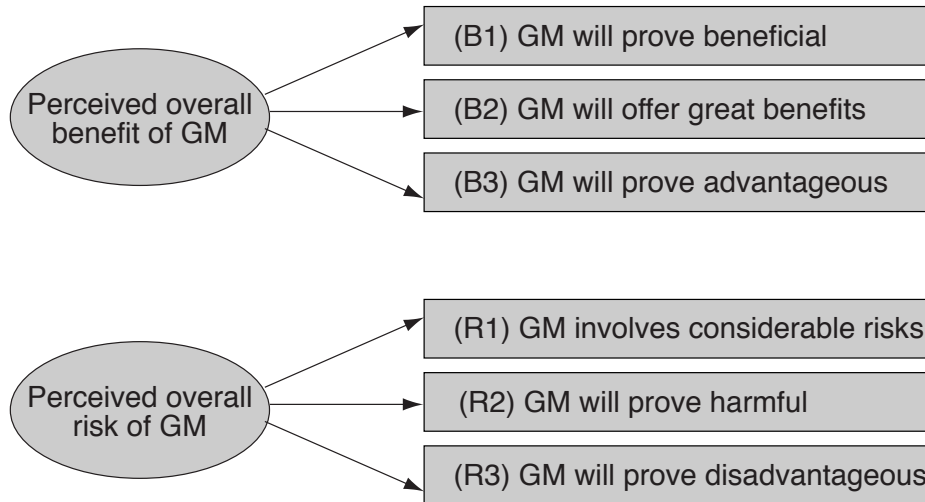 Perceived overall
benefit of GM
(B1) GM will prove beneficial
(B2) GM will offer great benefits
(B3) GM will prove advantageous
Perceived overall
risk of GM
(R1) GM involves considerable risks
(R2) GM will prove harmful
(R3) GM will prove disadvantageous